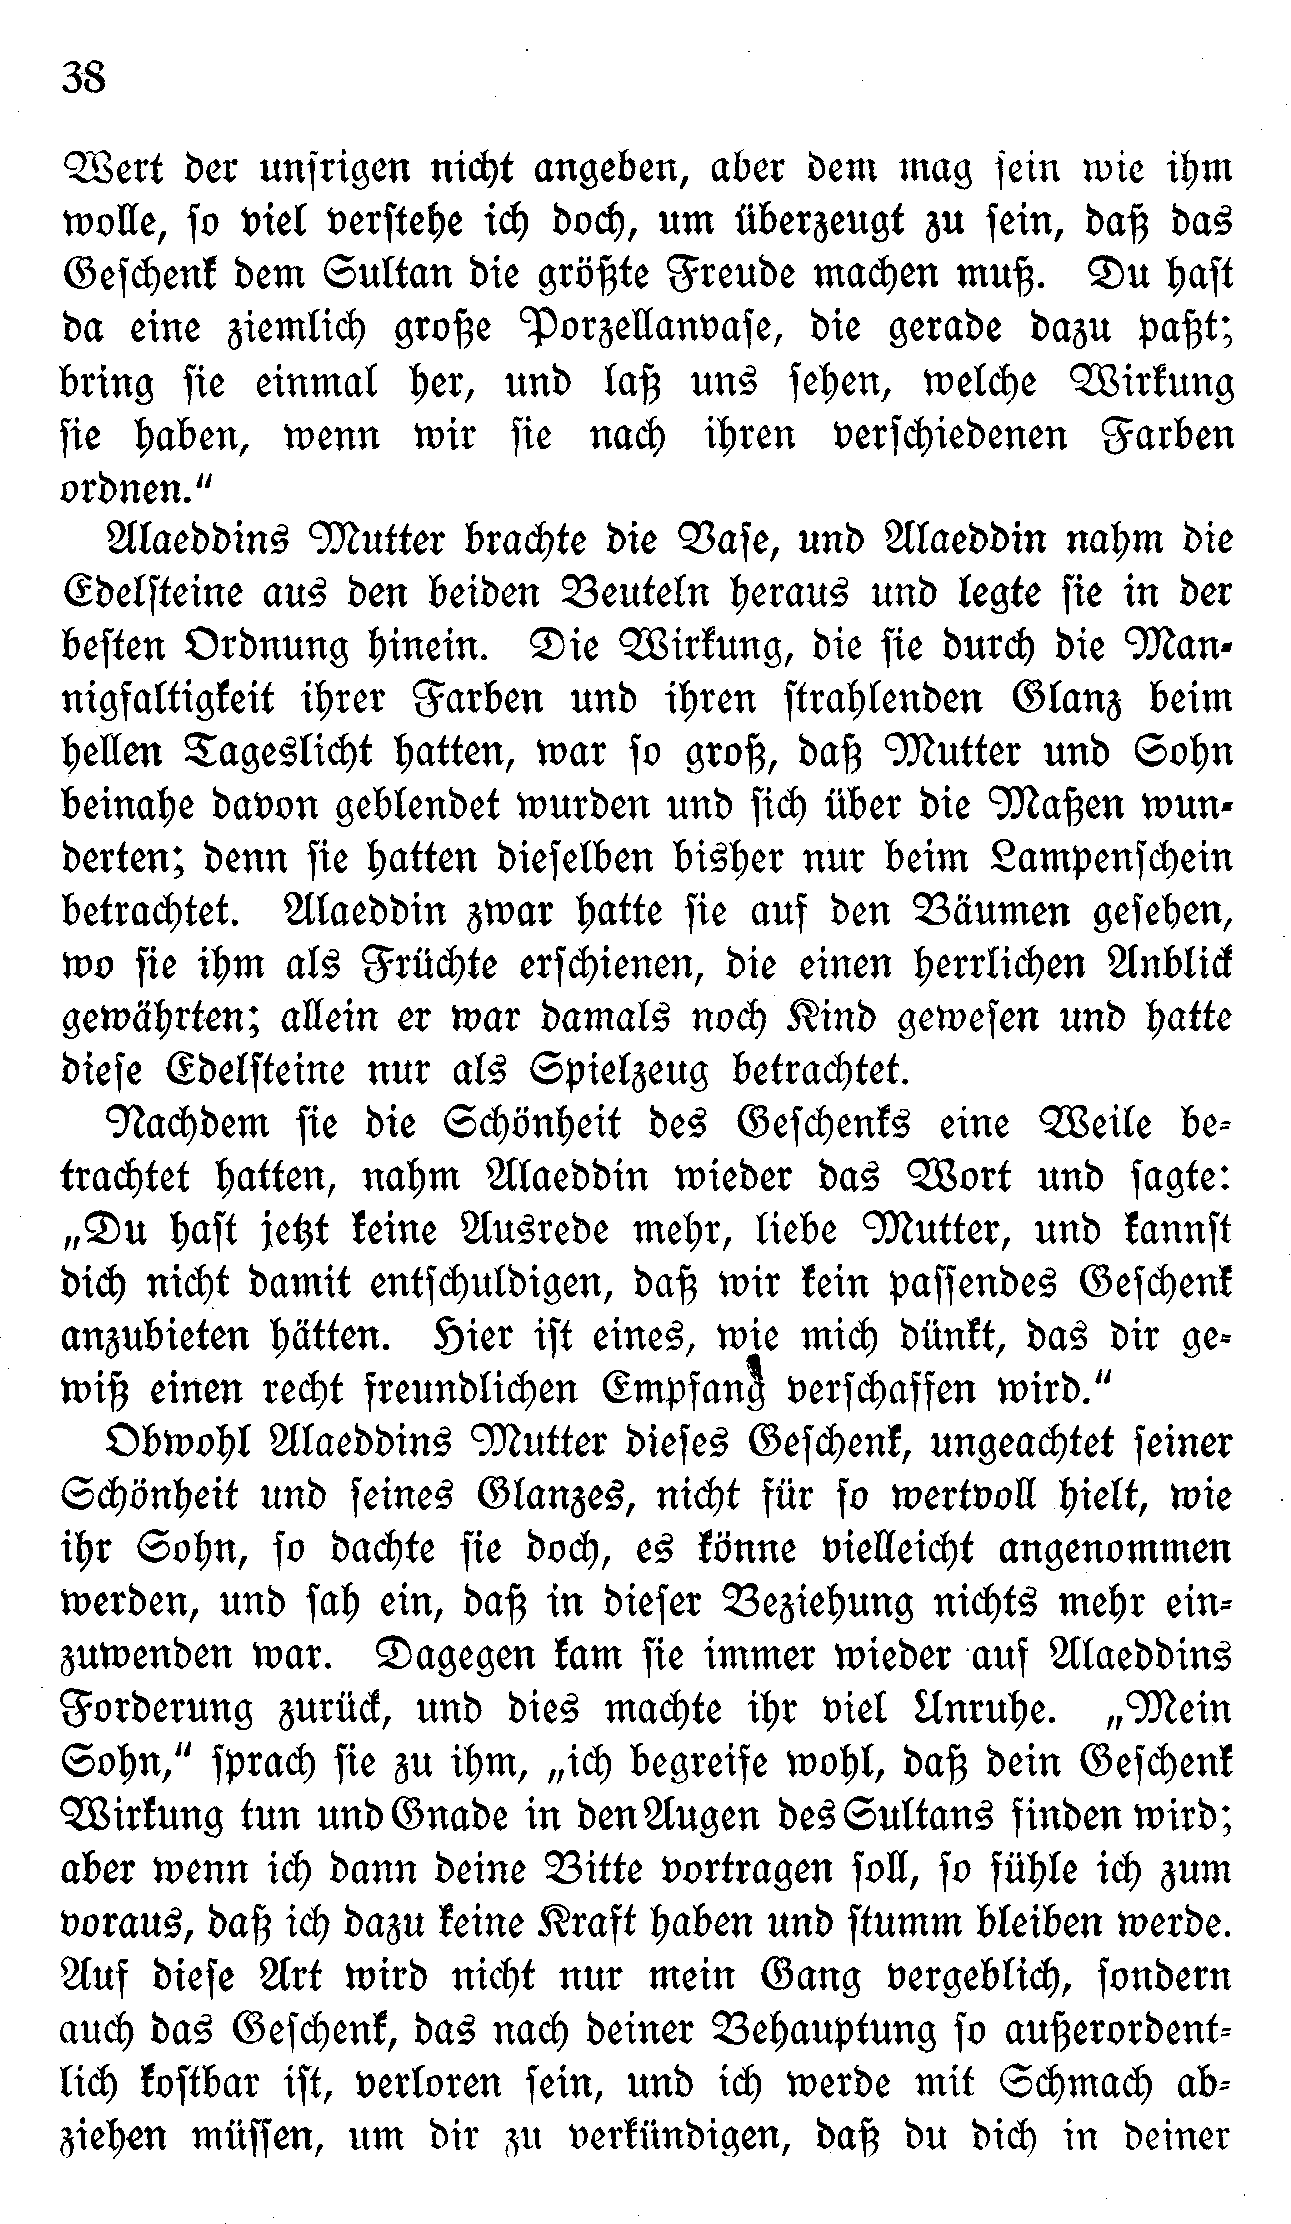 38
Wert der unsrigen nicht angeben, aber dem mag sein wie ihm
wolle, so viel verstehe ich doch, um überzeugt zu sein, daß das
Geschenk dem Sultan die größte Freude machen muß. Du hast
da eine ziemlich große Porzellanvase, die gerade dazu paßt;
bring sie einmal her, und laß uns sehen, welche Wirkung
sie haben, wenn wir sie nach ihren verschiedenen Farben
ordnen.“
Alaeddins Mutter brachte die Vase, und Alaeddin nahm die
Edelsteine aus den beiden Beuteln heraus und legte sie in der
besten Ordnung hinein. Die Wirkung, die sie durch die Man-
nigfaltigkeit ihrer Farben und ihren strahlenden Glanz beim
hellen Tageslicht hatten, war so groß, daß Mutter und Sohn
beinahe davon geblendet wurden und sich über die Maßen wun-
derten; denn sie hatten dieselben bisher nur beim Lampenschein
betrachtet. Alaeddin zwar hatte sie auf den Bäumen gesehen,
wo sie ihm als Früchte erschienen, die einen herrlichen Anblick
gewährten; allein er war damals noch Kind gewesen und hatte
diese Edelsteine nur als Spielzeug betrachtet.
Nachdem sie die Schönheit des Geschenks eine Weile be-
trachtet hatten, nahm Alaeddin wieder das Wort und sagte:
„Du hast jetzt keine Ausrede mehr, liebe Mutter, und kannst
dich nicht damit entschuldigen, daß wir kein passendes Geschenk
anzubieten hätten. Hier ist eines, wie mich dünkt, das dir ge-
wiß einen recht freundlichen Empfang verschaffen wird.“
Obwohl Alaeddins Mutter dieses Geschenk, ungeachtet seiner
Schönheit und seines Glanzes, nicht für so wertvoll hielt, wie
ihr Sohn, so dachte sie doch, es könne vielleicht angenommen
werden, und sah ein, daß in dieser Beziehung nichts mehr ein-
zuwenden war. Dagegen kam sie immer wieder auf Alaeddins
Forderung zurück, und dies machte ihr viel Unruhe. „Mein
Sohn,“ sprach sie zu ihm, „ich begreife wohl, daß dein Geschenk
Wirkung tun und Gnade in den Augen des Sultans finden wird;
aber wenn ich dann deine Bitte vortragen soll, so fühle ich zum
voraus, daß ich dazu keine Kraft haben und stumm bleiben werde.
Auf diese Art wird nicht nur mein Gang vergeblich, sondern
auch das Geschenk, das nach deiner Behauptung so außerordent-
lich kostbar ist, verloren sein, und ich werde mit Schmach ab-
ziehen müssen, um dir zu verkündigen, daß du dich in deiner